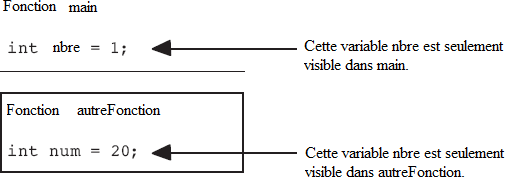 Fonction main
int nbre = 1;
Cette variable nbre est seulement
visible dans main.
Fonction autreFonction
int num = 20;
Cette variable nbre est seulement
visible dans autreFonction.